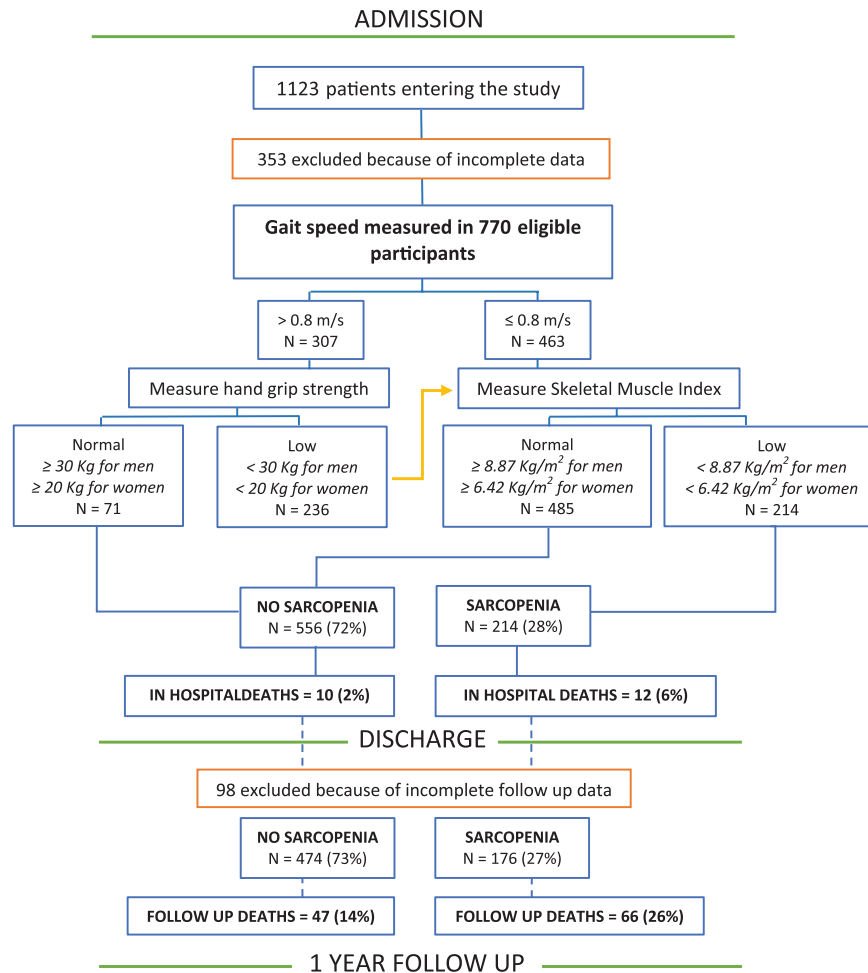 ADMISSION
1123 patients entering the study
353 excluded because of incomplete data
Gait speed measured in 770 eligible
participants
> 0.8 m/s
N = 307
≤ 0.8 m/s
N = 463
Measure hand grip strength
Measure Skeletal Muscle Index
Normal
≥ 30 Kg for men
≥ 20 Kg for women
N = 71
Low
< 30 Kg for men
< 20 Kg for women
N = 236
Normal
≥ 8.87 Kg/m² for men
≥ 6.42 Kg/m² for women
N = 485
Low
< 8.87 Kg/m² for men
< 6.42 Kg/m² for women
N = 214
NO SARCOPENIA
N = 556 (72%)
SARCOPENIA
N = 214 (28%)
IN HOSPITALDEATHS = 10 (2%)
IN HOSPITAL DEATHS = 12 (6%)
DISCHARGE
98 excluded because of incomplete follow up data
NO SARCOPENIA
N = 474 (73%)
SARCOPENIA
N = 176 (27%)
FOLLOW UP DEATHS = 47 (14%)
FOLLOW UP DEATHS = 66 (26%)
1 YEAR FOLLOW UP